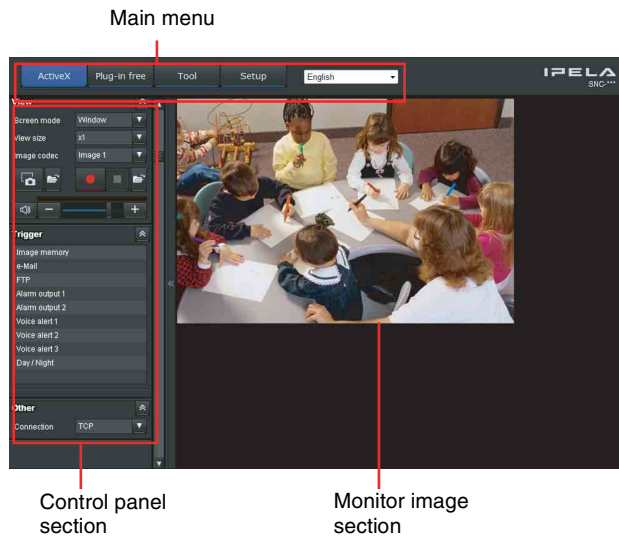 Main menu
ActiveX Plug-in free Tool Setup English
IPELA
SNC-***
View
Screen mode Window
View size x1
Image codec Image 1
Trigger
Image memory
e-Mail
FTP
Alarm output 1
Alarm output 2
Voice alert 1
Voice alert 2
Voice alert 3
Day / Night
Other
Connection TCP
Control panel
section
Monitor image
section